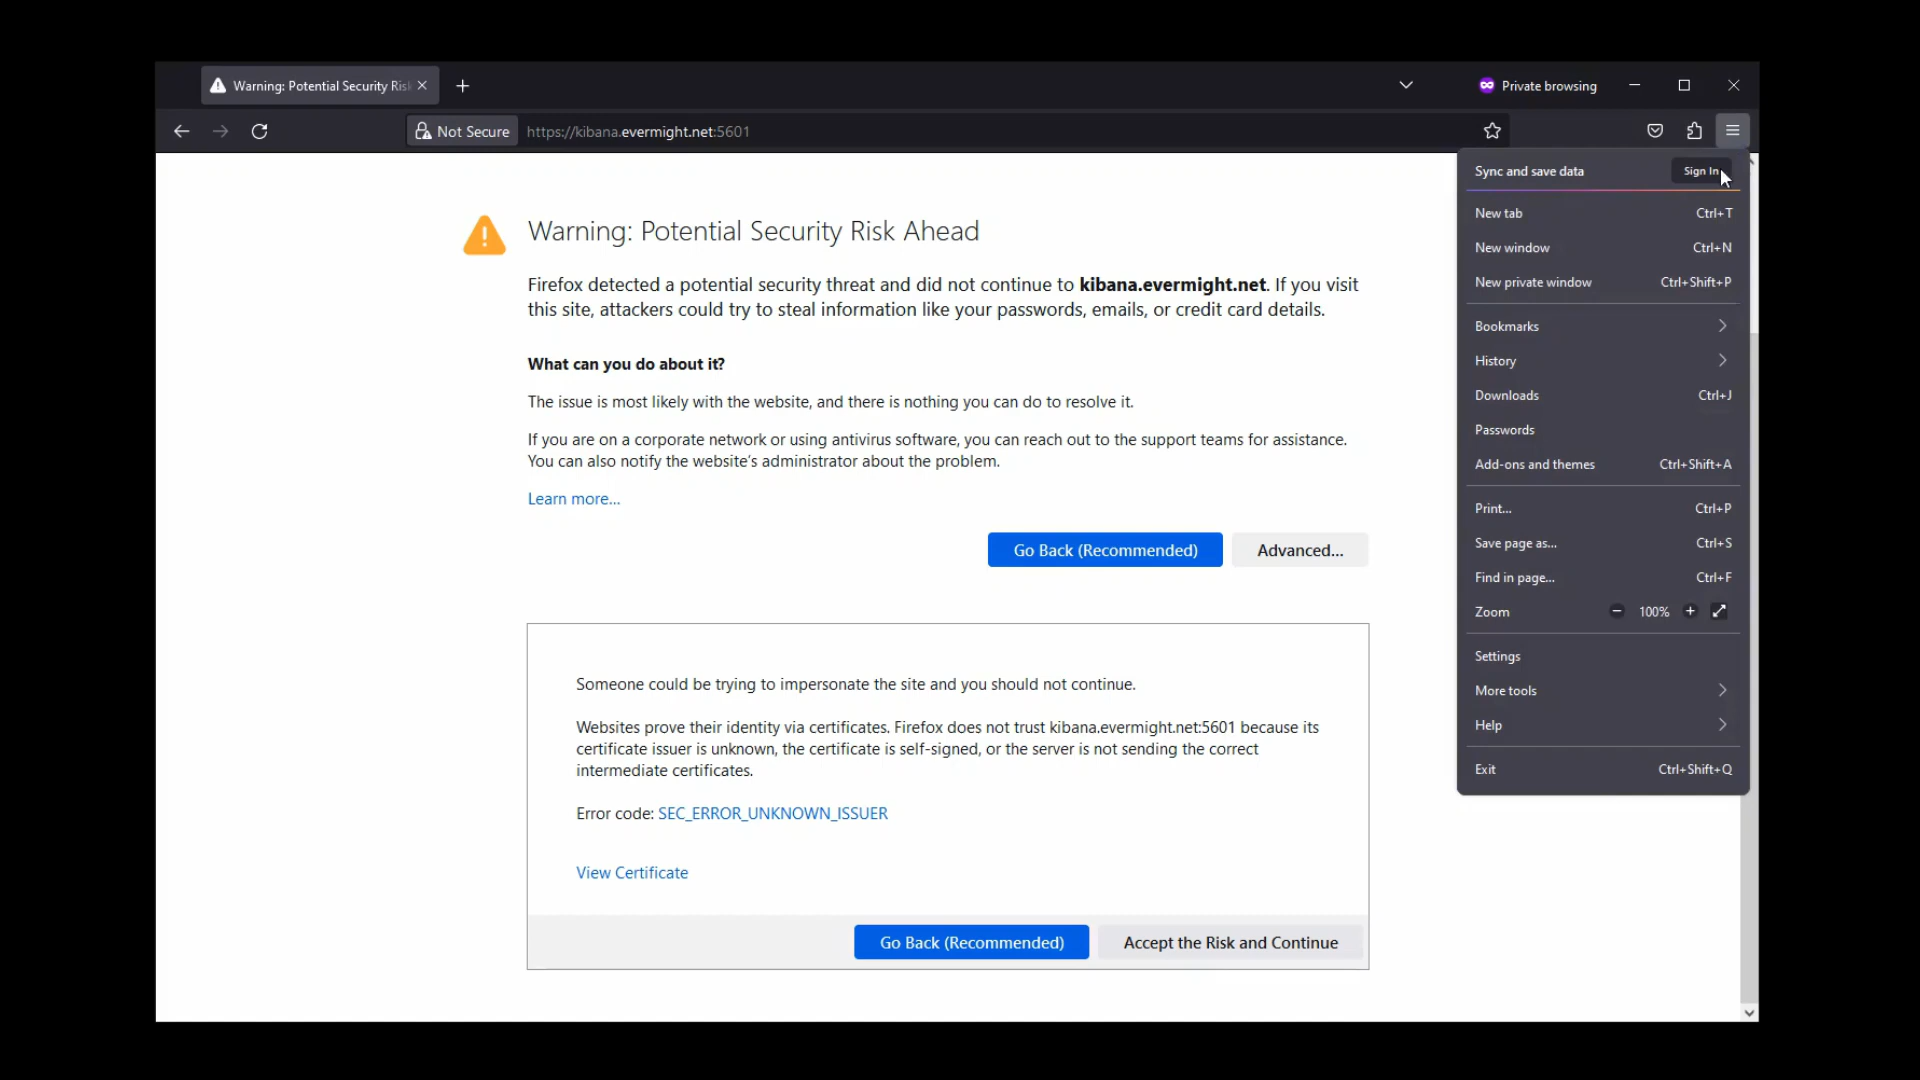 Warning: Potential Security Ris
Private browsing
Not Secure
https://kibana.evermight.net:5601
Sync and save data
Sign In
New tab Ctrl+T
New window Ctrl+N
New private window Ctrl+Shift+P
Bookmarks
History
Downloads Ctrl+J
Passwords
Add-ons and themes Ctrl+Shift+A
Print... Ctrl+P
Save page as... Ctrl+S
Find in page... Ctrl+F
Zoom 100%
Settings
More tools
Help
Exit Ctrl+Shift+Q
Warning: Potential Security Risk Ahead
Firefox detected a potential security threat and did not continue to kibana.evermight.net. If you visit
this site, attackers could try to steal information like your passwords, emails, or credit card details.
What can you do about it?
The issue is most likely with the website, and there is nothing you can do to resolve it.
If you are on a corporate network or using antivirus software, you can reach out to the support teams for assistance.
You can also notify the website's administrator about the problem.
Learn more...
Go Back (Recommended)
Advanced...
Someone could be trying to impersonate the site and you should not continue.
Websites prove their identity via certificates. Firefox does not trust kibana.evermight.net:5601 because its
certificate issuer is unknown, the certificate is self-signed, or the server is not sending the correct
intermediate certificates.
Error code: SEC_ERROR_UNKNOWN_ISSUER
View Certificate
Go Back (Recommended)
Accept the Risk and Continue